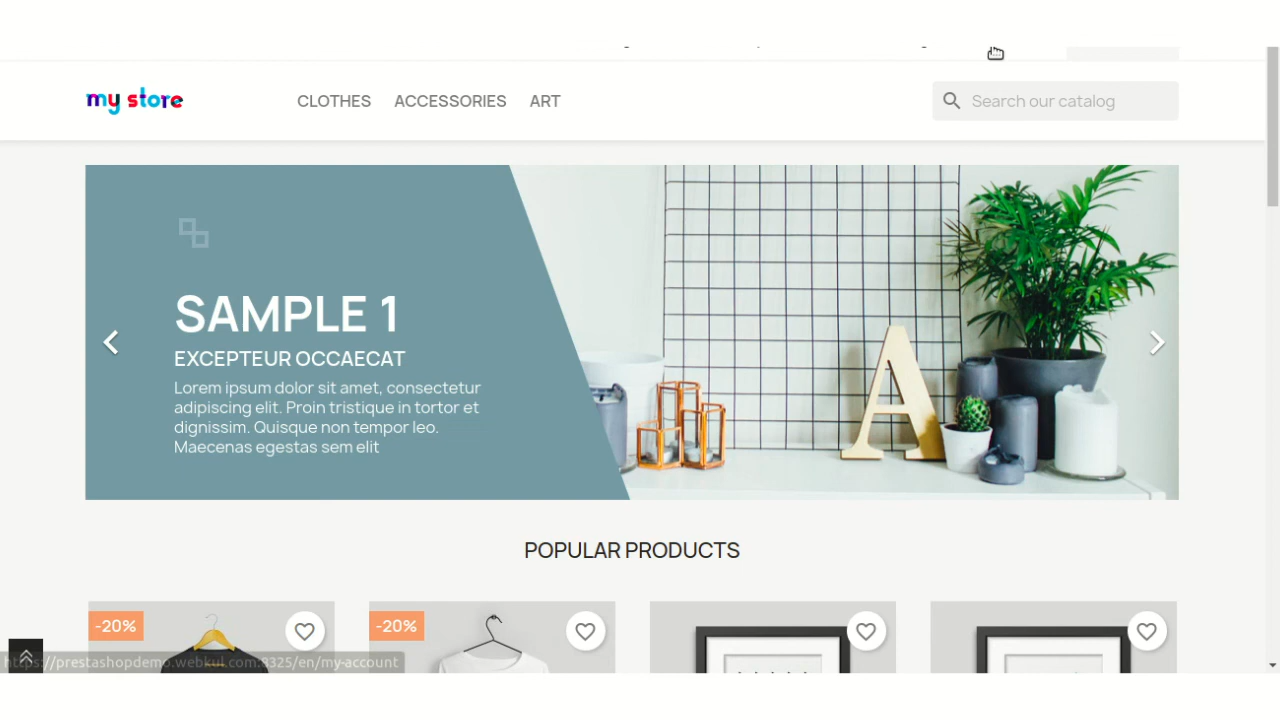 my store
CLOTHES ACCESSORIES ART
Search our catalog
SAMPLE 1
EXCEPTEUR OCCAECAT
Lorem ipsum dolor sit amet, consectetur
adipiscing elit. Proin tristique in tortor et
dignissim. Quisque non tempor leo.
Maecenas egestas sem elit
A
POPULAR PRODUCTS
-20%
-20%
https://prestashopdemo.webkul.com:8325/en/my-account